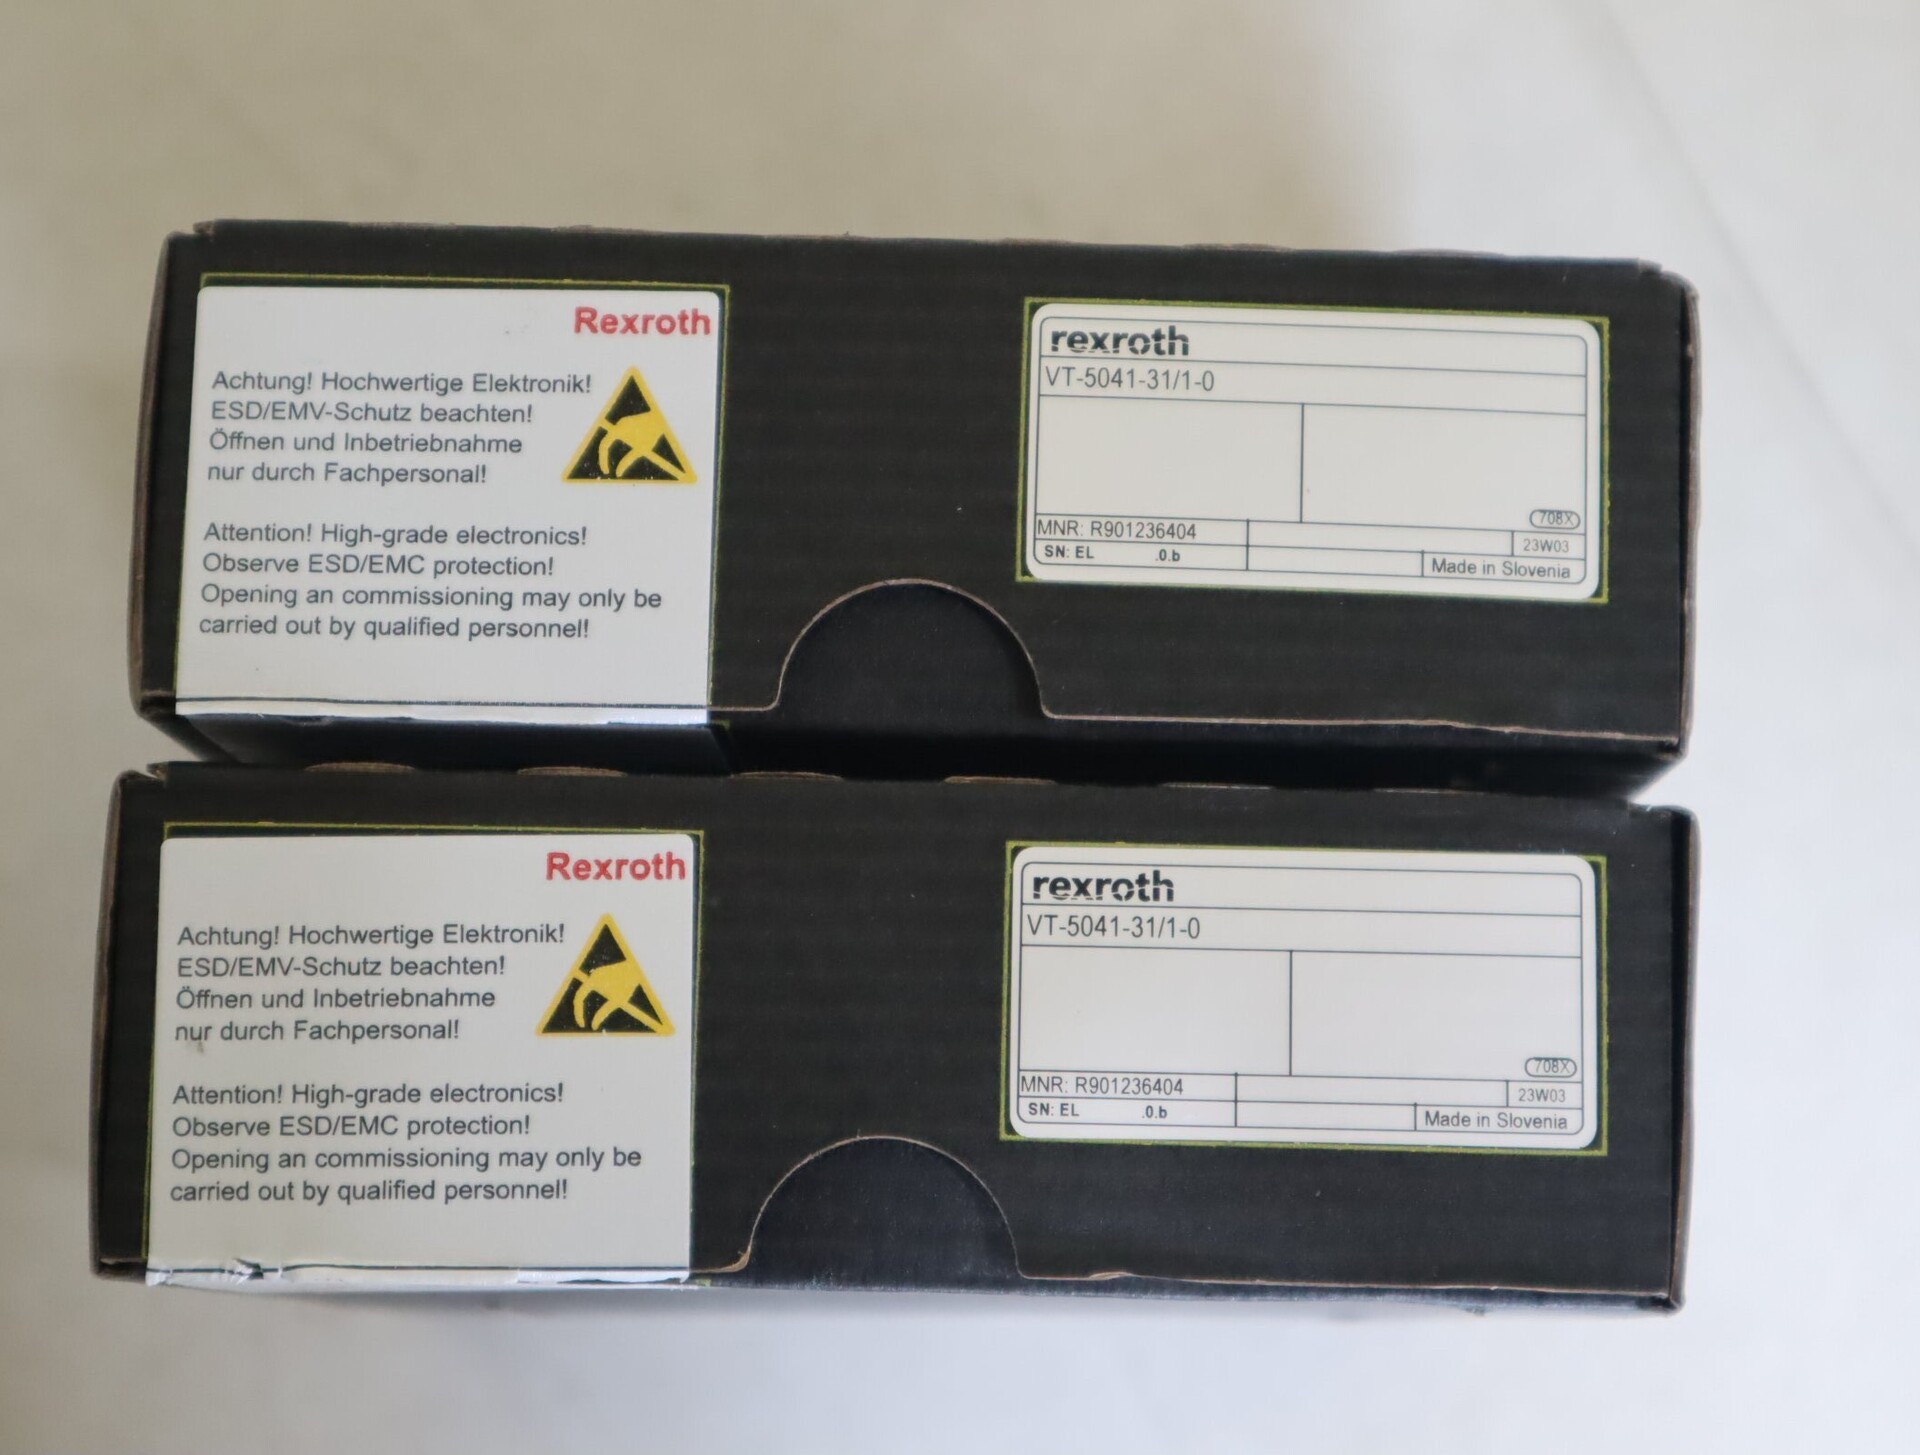 Rexroth
Achtung! Hochwertige Elektronik!
ESD/EMV-Schutz beachten!
Öffnen und Inbetriebnahme
nur durch Fachpersonal!
Attention! High-grade electronics!
Observe ESD/EMC protection!
Opening an commissioning may only be
carried out by qualified personnel!
rexroth
VT-5041-31/1-0
708X
MNR: R901236404
23W03
SN: EL .0.b
Made in Slovenia
Rexroth
Achtung! Hochwertige Elektronik!
ESD/EMV-Schutz beachten!
Öffnen und Inbetriebnahme
nur durch Fachpersonal!
Attention! High-grade electronics!
Observe ESD/EMC protection!
Opening an commissioning may only be
carried out by qualified personnel!
rexroth
VT-5041-31/1-0
708X
MNR: R901236404
23W03
SN: EL .0.b
Made in Slovenia